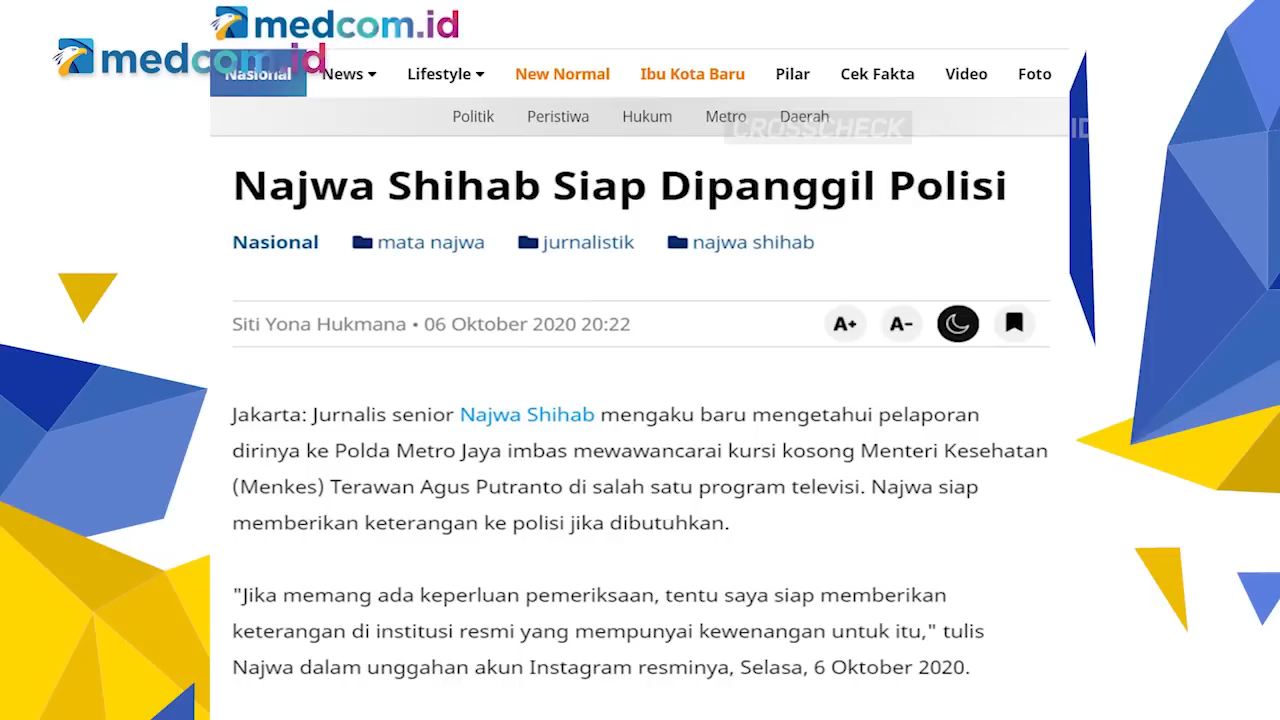 medcom.id
medcom.id
Nasional News Lifestyle New Normal Ibu Kota Baru Pilar Cek Fakta Video Foto
Politik Peristiwa Hukum Metro Daerah
CROSSCHECK ID
Najwa Shihab Siap Dipanggil Polisi
Nasional mata najwa jurnalistik najwa shihab
Siti Yona Hukmana • 06 Oktober 2020 20:22 A+ A-
Jakarta: Jurnalis senior Najwa Shihab mengaku baru mengetahui pelaporan
dirinya ke Polda Metro Jaya imbas mewawancarai kursi kosong Menteri Kesehatan
(Menkes) Terawan Agus Putranto di salah satu program televisi. Najwa siap
memberikan keterangan ke polisi jika dibutuhkan.
"Jika memang ada keperluan pemeriksaan, tentu saya siap memberikan
keterangan di institusi resmi yang mempunyai kewenangan untuk itu," tulis
Najwa dalam unggahan akun Instagram resminya, Selasa, 6 Oktober 2020.